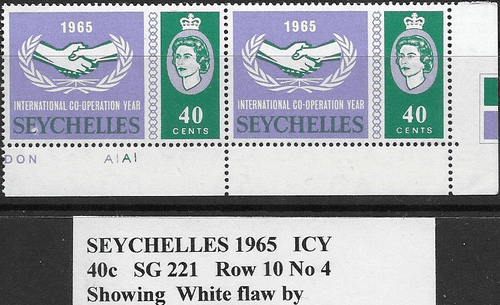 1965
INTERNATIONAL CO-OPERATION YEAR
SEYCHELLES
40
CENTS
1965
INTERNATIONAL CO-OPERATION YEAR
SEYCHELLES
40
CENTS
DON A1A1
SEYCHELLES 1965 ICY
40c SG 221 Row 10 No 4
Showing White flaw by